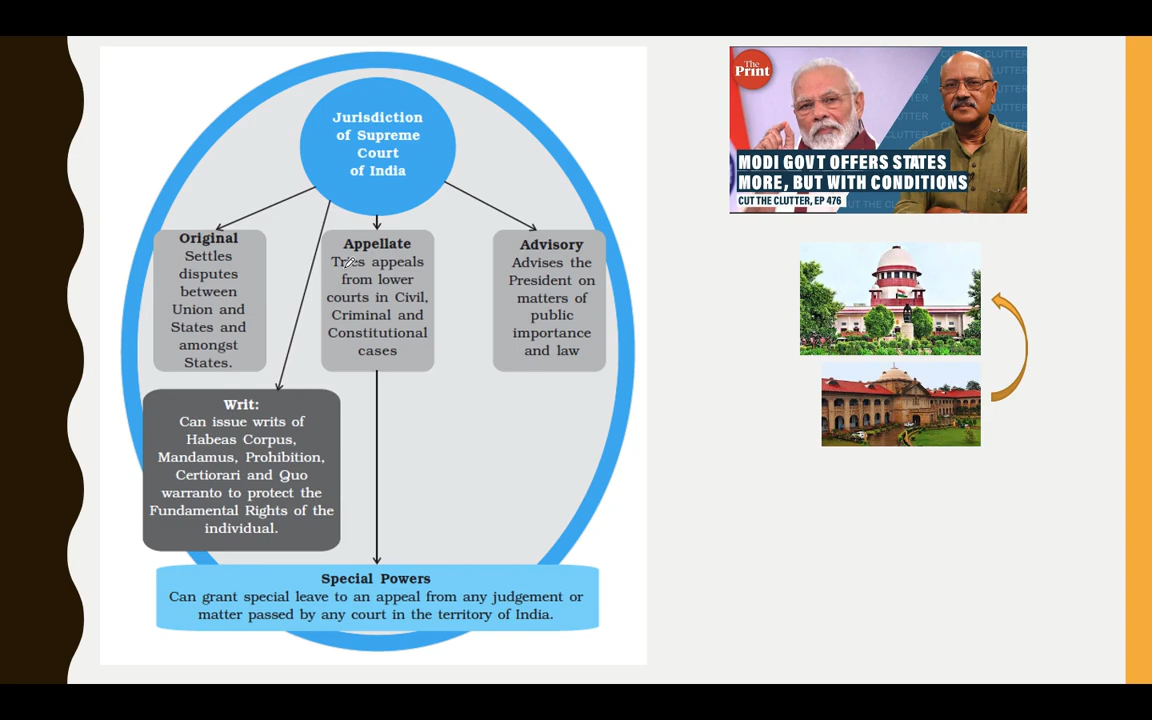 Jurisdiction
of Supreme
Court
of India
Original
Settles
disputes
between
Union and
States and
amongst
States.
Appellate
Tries appeals
from lower
courts in Civil,
Criminal and
Constitutional
cases
Advisory
Advises the
President on
matters of
public
importance
and law
Writ:
Can issue writs of
Habeas Corpus,
Mandamus, Prohibition,
Certiorari and Quo
warranto to protect the
Fundamental Rights of the
individual.
Special Powers
Can grant special leave to an appeal from any judgement or
matter passed by any court in the territory of India.
The
Print
MODI GOVT OFFERS STATES
MORE, BUT WITH CONDITIONS
CUT THE CLUTTER, EP 476